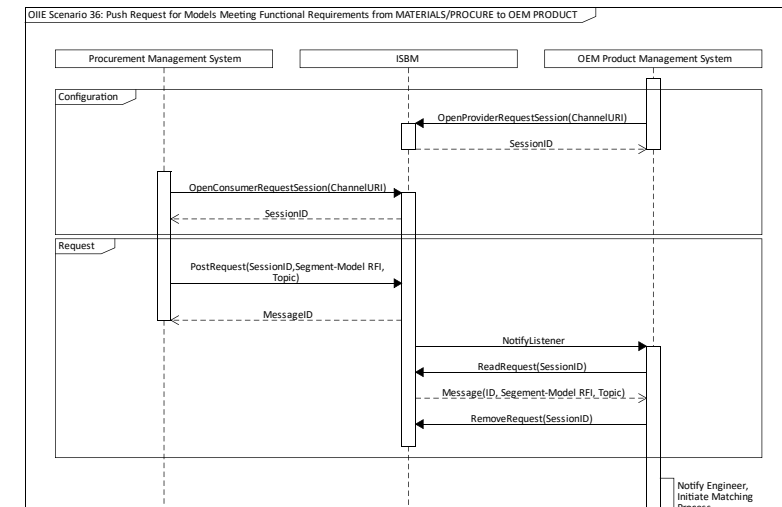 OIIE Scenario 36: Push Request for Models Meeting Functional Requirements from MATERIALS/PROCURE to OEM PRODUCT
Procurement Management System
ISBM
OEM Product Management System
Configuration
OpenProviderRequestSession(ChannelURI)
SessionID
OpenConsumerRequestSession(ChannelURI)
SessionID
Request
PostRequest(SessionID,Segment-Model RFI,
Topic)
MessageID
NotifyListener
ReadRequest(SessionID)
Message(ID, Segement-Model RFI, Topic)
RemoveRequest(SessionID)
Notify Engineer,
Initiate Matching
Process